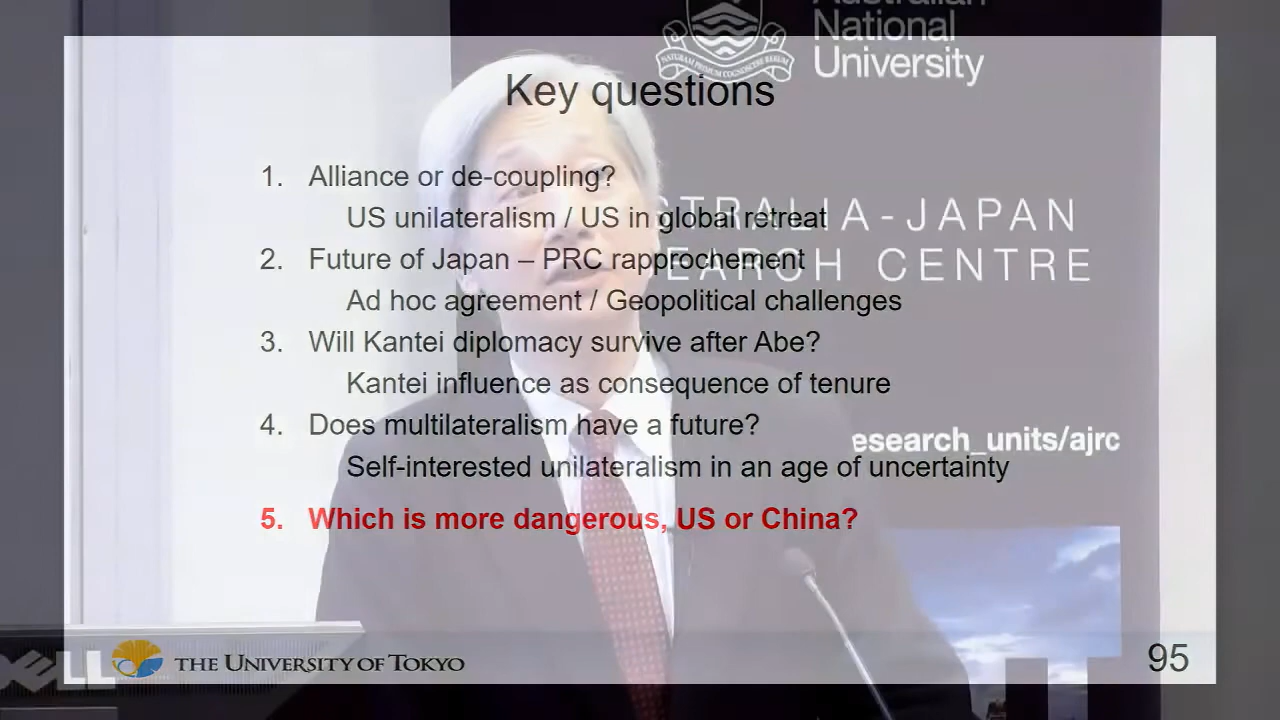 Australian
National
University
Key questions
1. Alliance or de-coupling?
US unilateralism / US in global retreat
2. Future of Japan – PRC rapprochement
Ad hoc agreement / Geopolitical challenges
3. Will Kantei diplomacy survive after Abe?
Kantei influence as consequence of tenure
4. Does multilateralism have a future?
Self-interested unilateralism in an age of uncertainty
5. Which is more dangerous, US or China?
STRALIA-JAPAN
EARCH CENTRE
esearch_units/ajrc
DELL
THE UNIVERSITY OF TOKYO
95